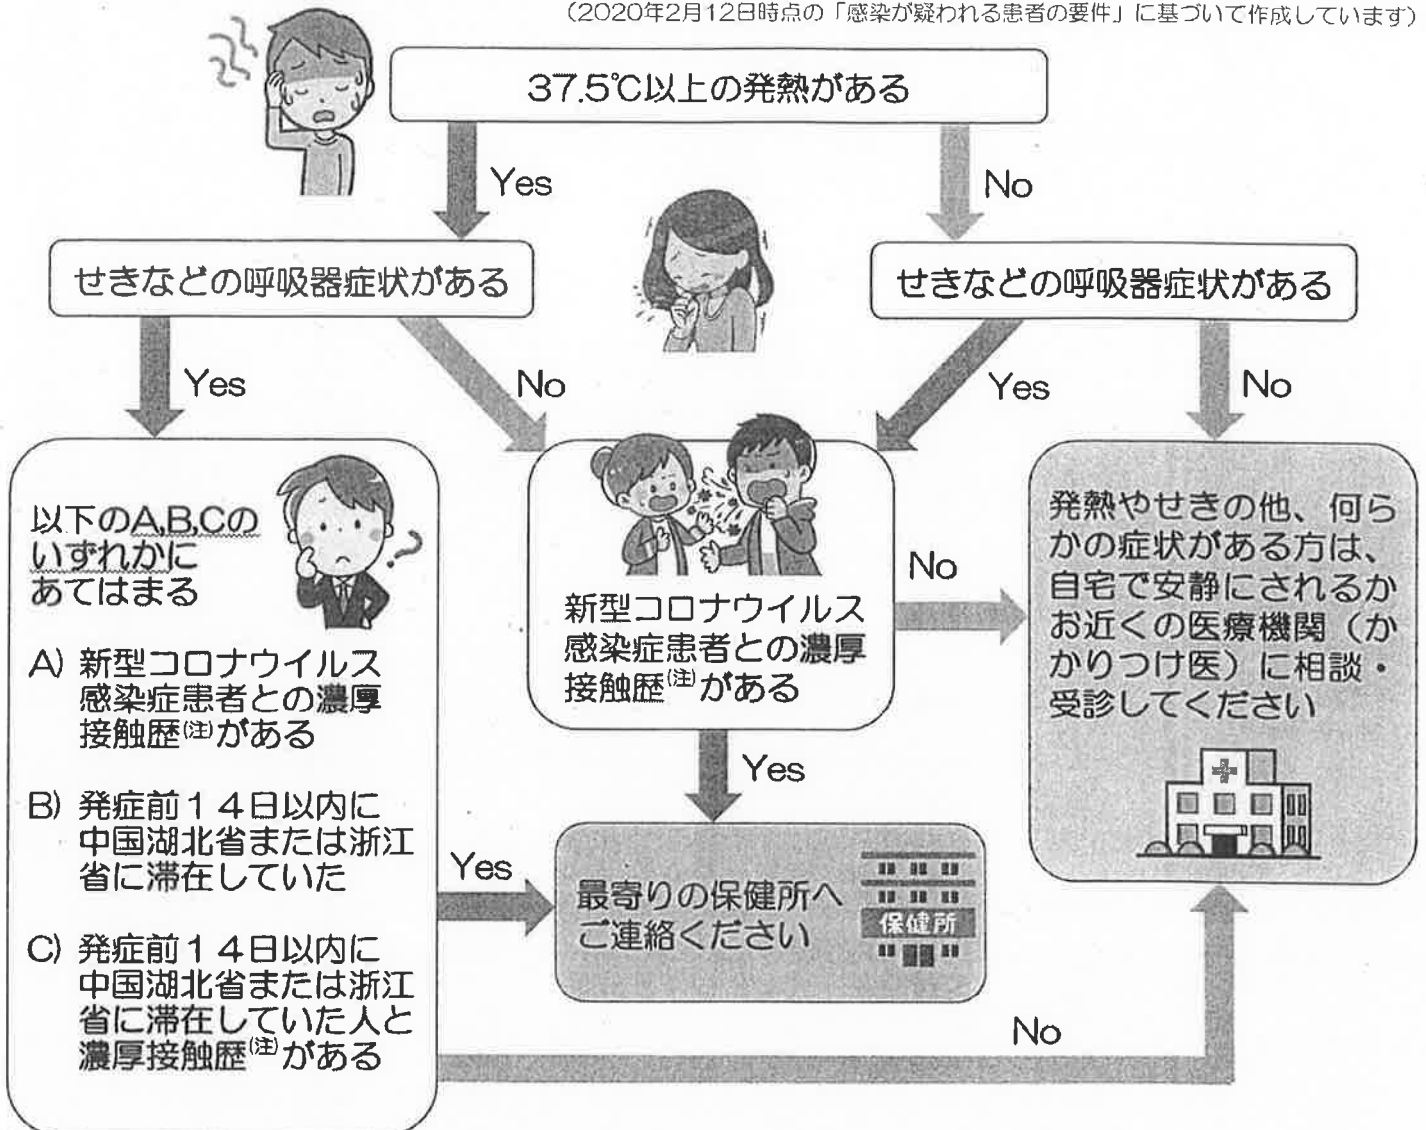 (2020年2月12日時点の「感染が疑われる患者の要件」に基づいて作成しています)
37.5℃以上の発熱がある
Yes
No
せきなどの呼吸器症状がある
せきなどの呼吸器症状がある
Yes
No
Yes
No
以下のA,B,Cの
いずれかに
あてはまる
A) 新型コロナウイルス
感染症患者との濃厚
接触歴(注)がある
B) 発症前14日以内に
中国湖北省または浙江
省に滞在していた
C) 発症前14日以内に
中国湖北省または浙江
省に滞在していた人と
濃厚接触歴(注)がある
新型コロナウイルス
感染症患者との濃厚
接触歴(注)がある
No
Yes
Yes
最寄りの保健所へ
ご連絡ください
保健所
発熱やせきの他、何ら
かの症状がある方は、
自宅で安静にされるか
お近くの医療機関(か
かりつけ医)に相談・
受診してください
No